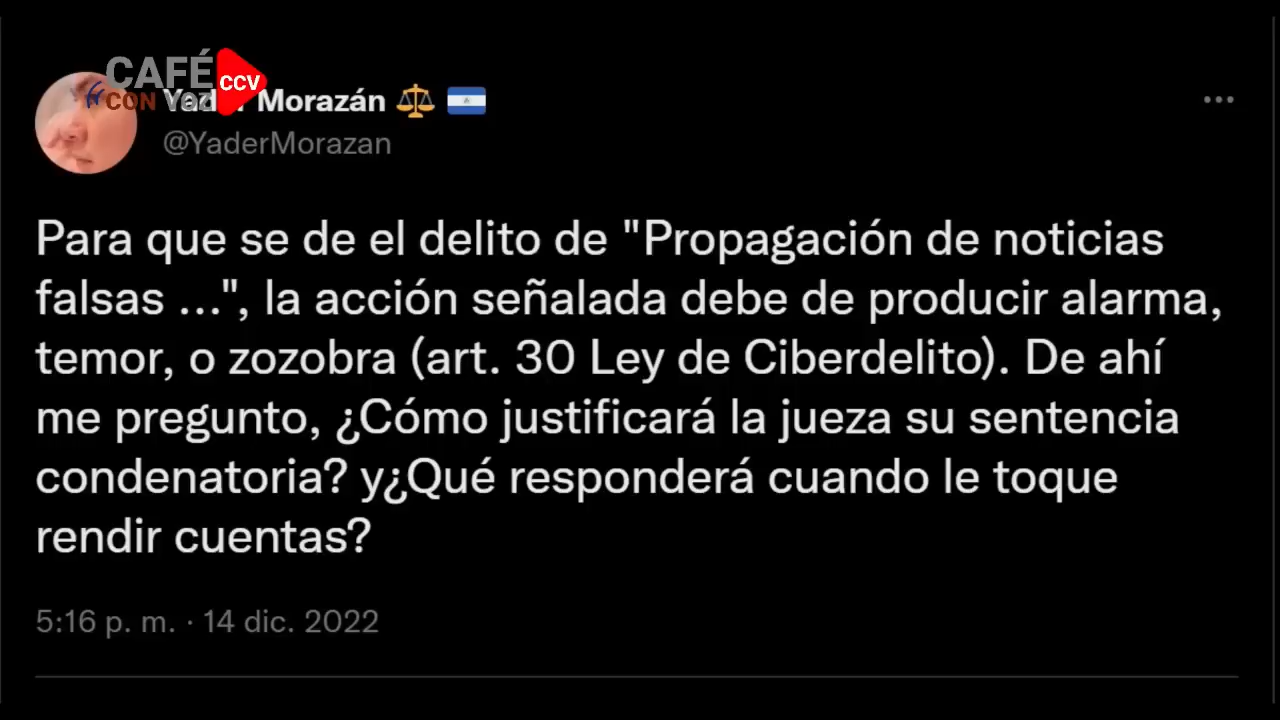 CAFÉ
CON VOZ
CCV
Yader Morazán
@YaderMorazan
Para que se de el delito de "Propagación de noticias
falsas ...", la acción señalada debe de producir alarma,
temor, o zozobra (art. 30 Ley de Ciberdelito). De ahí
me pregunto, ¿Cómo justificará la jueza su sentencia
condenatoria? y¿Qué responderá cuando le toque
rendir cuentas?
5:16 p. m. · 14 dic. 2022